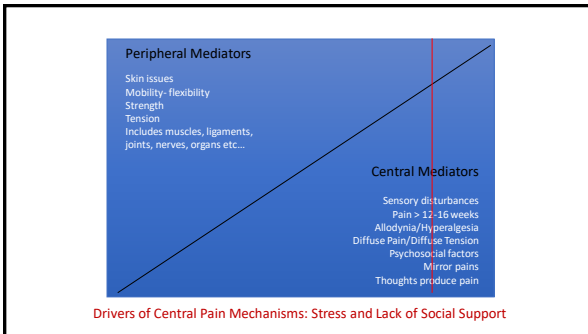 Peripheral Mediators
Skin issues
Mobility- flexibility
Strength
Tension
Includes muscles, ligaments,
joints, nerves, organs etc...
Central Mediators
Sensory disturbances
Pain > 12-16 weeks
Allodynia/Hyperalgesia
Diffuse Pain/Diffuse Tension
Psychosocial factors
Mirror pains
Thoughts produce pain
Drivers of Central Pain Mechanisms: Stress and Lack of Social Support